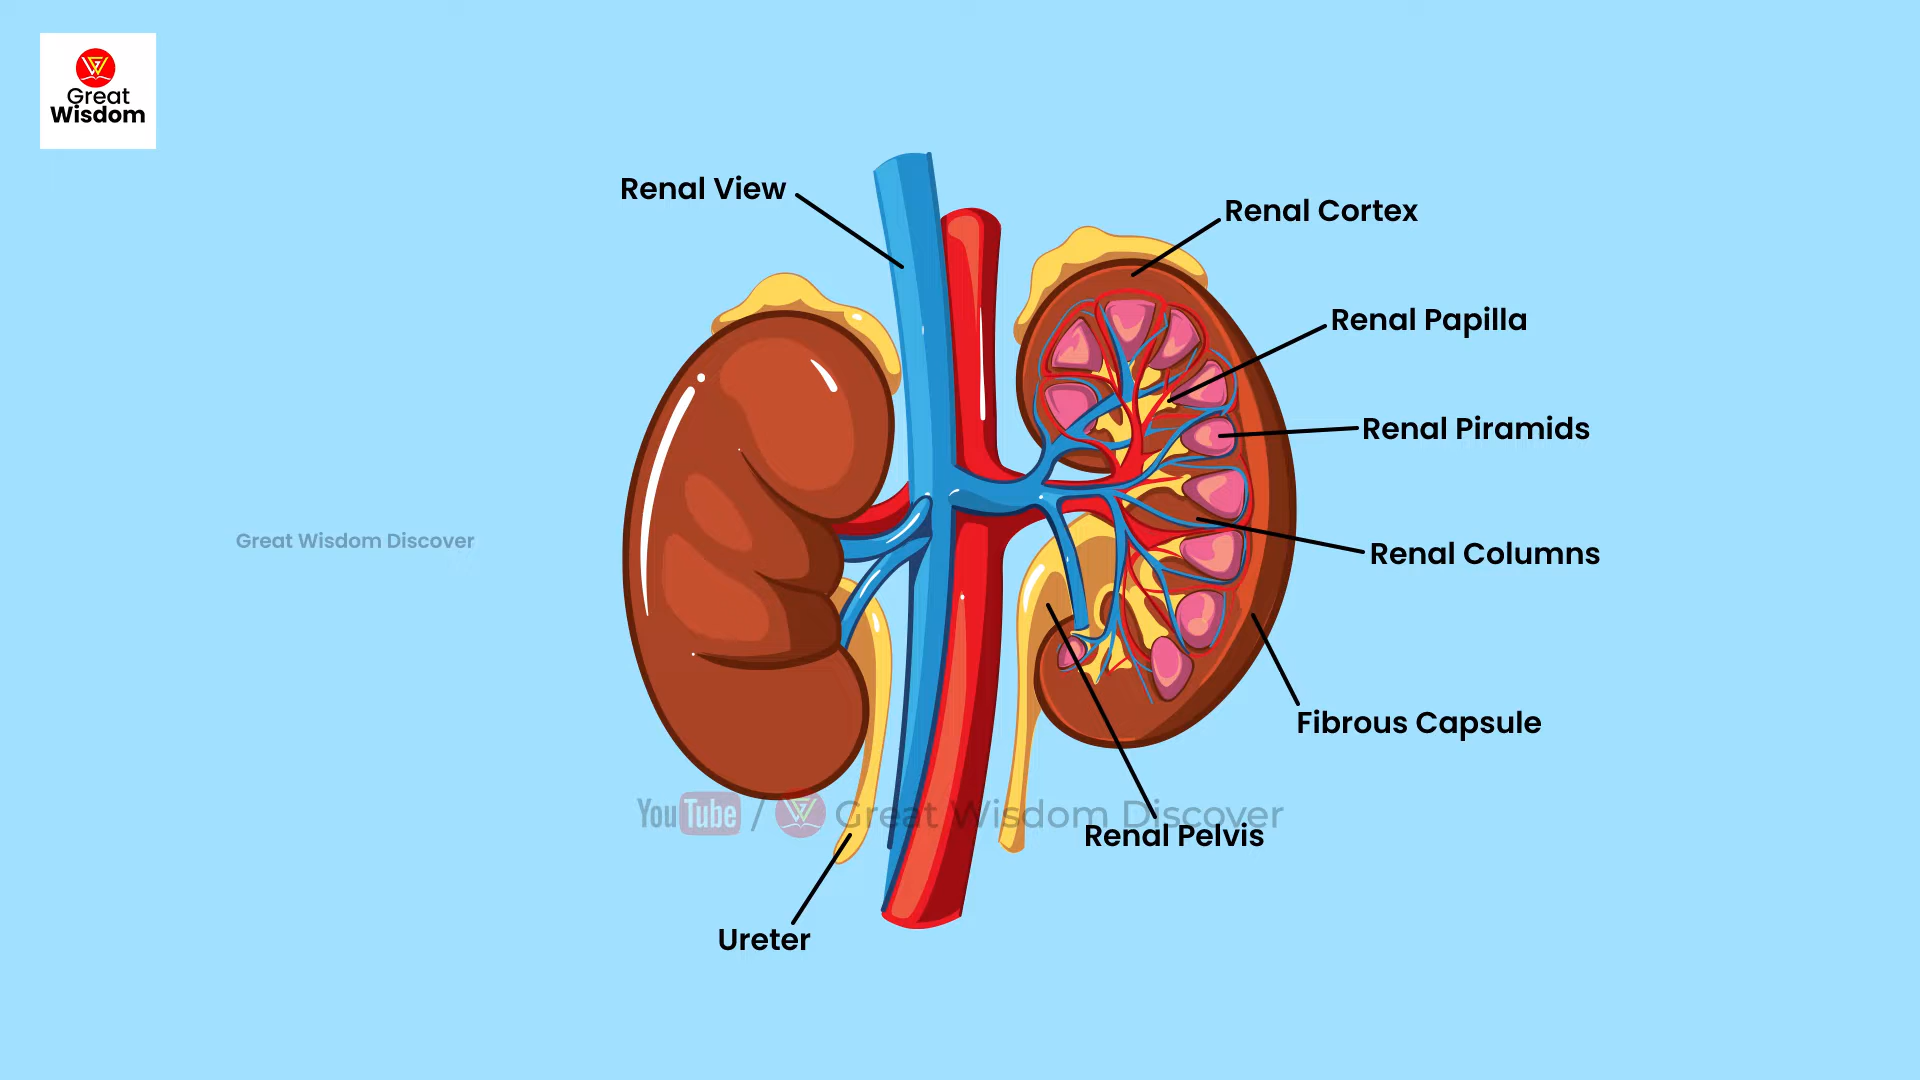 Great
Wisdom
Renal View
Renal Cortex
Renal Papilla
Renal Piramids
Great Wisdom Discover
Renal Columns
Fibrous Capsule
YouTube / Great Wisdom Discover
Renal Pelvis
Ureter